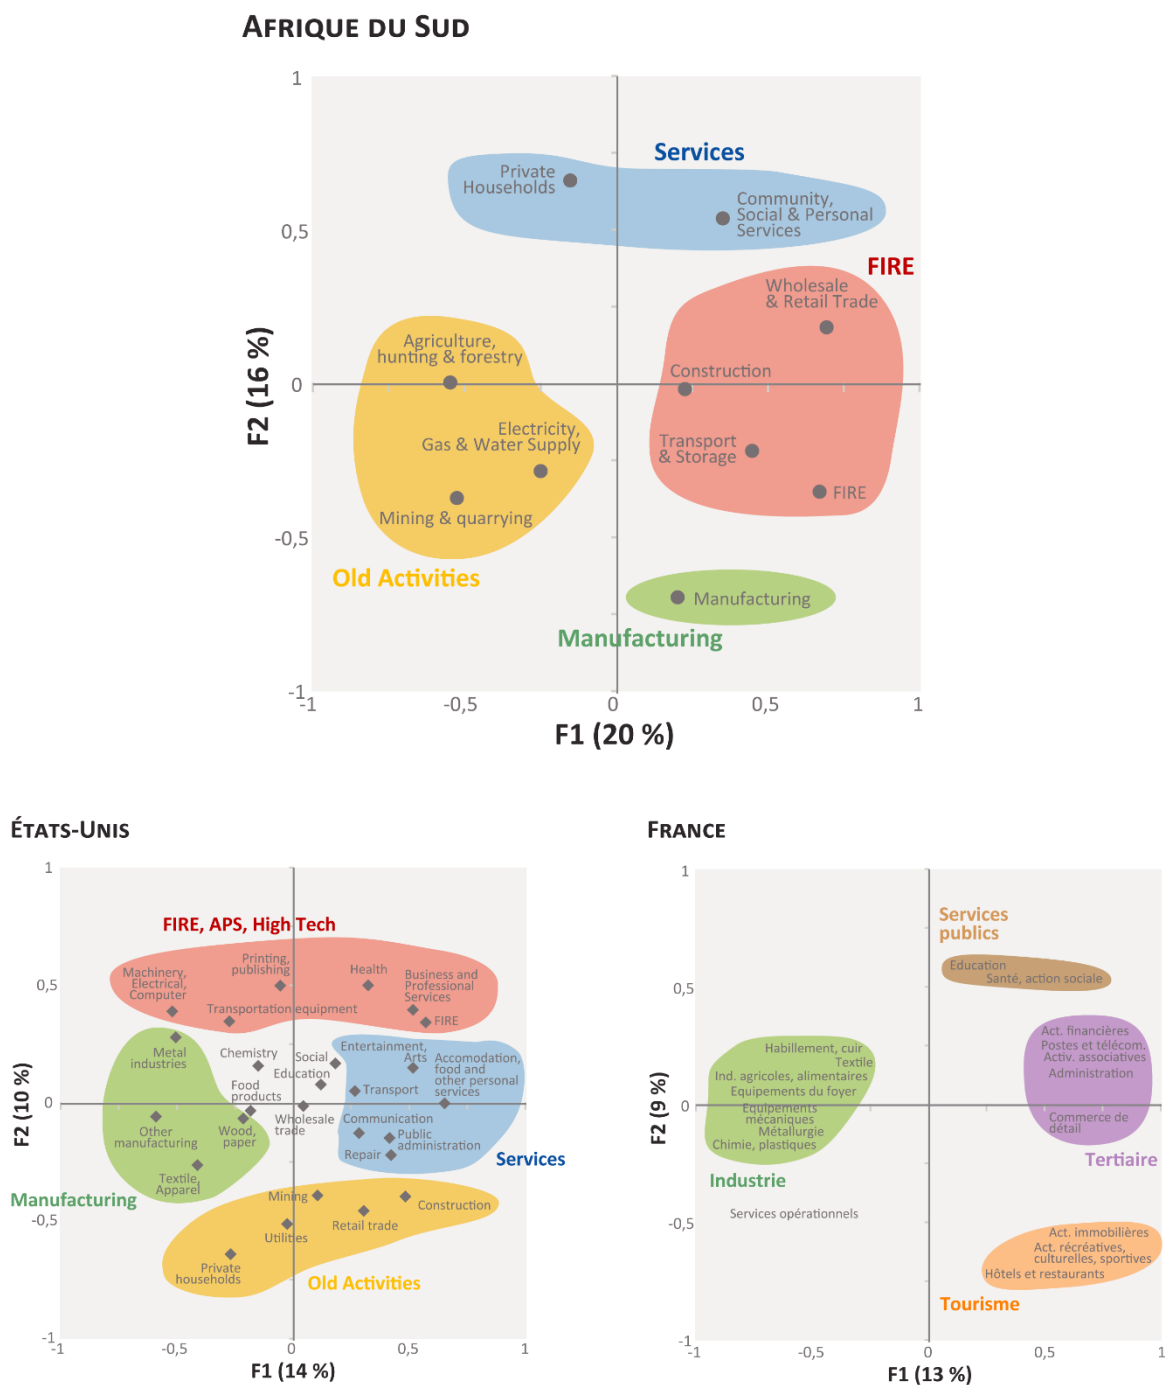 AFRIQUE DU SUD
1
Services
Private
Households
Community,
Social & Personal
Services
0,5
FIRE
Wholesale
& Retail Trade
Agriculture,
hunting & forestry
Construction
0
F2 (16 %)
Electricity,
Gas & Water Supply
Transport
& Storage
FIRE
Mining & quarrying
-0,5
Old Activities
Manufacturing
Manufacturing
-1
-1
-0,5
0
0,5
1
F1 (20 %)
ÉTATS-UNIS
1
FIRE, APS, High Tech
Printing,
publishing
Machinery,
Electrical,
Computer
Health
Business and
Professional
Services
0,5
Transportation equipment
FIRE
Metal
industries
Chemistry
Social
Entertainment,
Arts
Accomodation,
food and
other personal
services
Education
Food
products
Transport
0
F2 (10 %)
Other
manufacturing
Wood,
paper
Wholesale
trade
Communication
Public
administration
Repair
Services
Textile,
Apparel
Manufacturing
Mining
Construction
-0,5
Retail trade
Utilities
Private
households
Old Activities
-1
-1
-0,5
0
0,5
1
F1 (14 %)
FRANCE
1
Services
publics
Education
Santé, action sociale
0,5
Act. financières
Postes et télécom.
Activ. associatives
Administration
Habillement, cuir
Textile
Ind. agricoles, alimentaires
Equipements du foyer
0
F2 (9 %)
Equipements
mécaniques
Métallurgie
Chimie, plastiques
Commerce de
détail
Tertiaire
Industrie
Services opérationnels
-0,5
Act. immobilières
Act. récréatives,
culturelles, sportives
Hôtels et restaurants
Tourisme
-1
-1
-0,5
0
0,5
1
F1 (13 %)